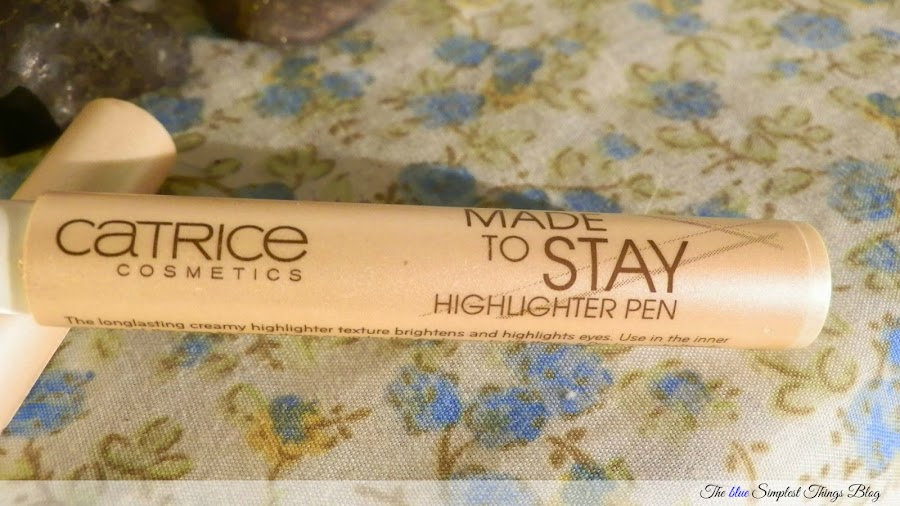 CATRICE
COSMETICS
MADE
TO STAY
HIGHLIGHTER PEN
The longlasting creamy highlighter texture brightens and highlights eyes. Use in the inner
The blue Simplest Things Blog